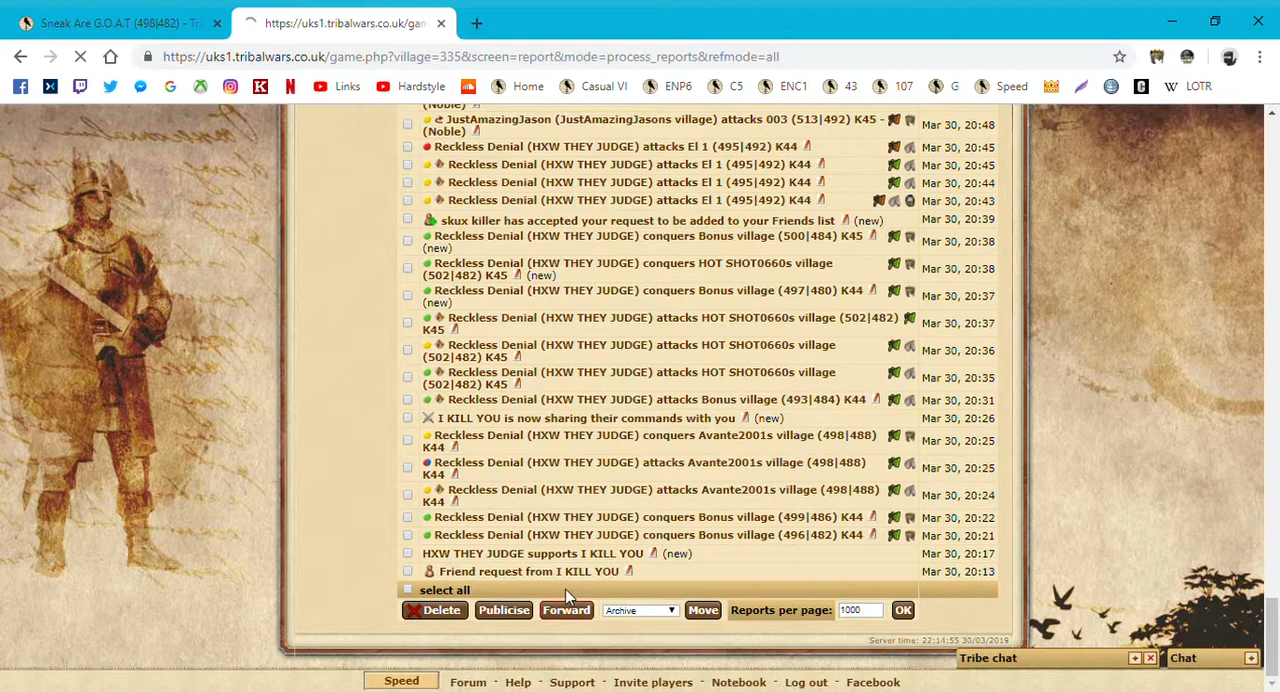 Sneak Are G.O.A.T (498|482) - Tri
https://uks1.tribalwars.co.uk/gam
https://uks1.tribalwars.co.uk/game.php?village=335&screen=report&mode=process_reports&refmode=all
Links Hardstyle Home Casual VI ENP6 C5 ENC1 43 107 G Speed LOTR
(Noble)
JustAmazingJason (JustAmazingJasons village) attacks 003 (513|492) K45 - Mar 30, 20:48
(Noble)
Reckless Denial (HXW THEY JUDGE) attacks El 1 (495|492) K44 Mar 30, 20:45
Reckless Denial (HXW THEY JUDGE) attacks El 1 (495|492) K44 Mar 30, 20:45
Reckless Denial (HXW THEY JUDGE) attacks El 1 (495|492) K44 Mar 30, 20:44
Reckless Denial (HXW THEY JUDGE) attacks El 1 (495|492) K44 Mar 30, 20:43
skux killer has accepted your request to be added to your Friends list (new) Mar 30, 20:39
Reckless Denial (HXW THEY JUDGE) conquers Bonus village (500|484) K45 Mar 30, 20:38
(new)
Reckless Denial (HXW THEY JUDGE) conquers HOT SHOT0660s village Mar 30, 20:38
(502|482) K45 (new)
Reckless Denial (HXW THEY JUDGE) conquers Bonus village (497|480) K44 Mar 30, 20:37
(new)
Reckless Denial (HXW THEY JUDGE) attacks HOT SHOT0660s village (502|482) Mar 30, 20:37
K45
Reckless Denial (HXW THEY JUDGE) attacks HOT SHOT0660s village Mar 30, 20:36
(502|482) K45
Reckless Denial (HXW THEY JUDGE) attacks HOT SHOT0660s village Mar 30, 20:35
(502|482) K45
Reckless Denial (HXW THEY JUDGE) attacks Bonus village (493|484) K44 Mar 30, 20:31
I KILL YOU is now sharing their commands with you (new) Mar 30, 20:26
Reckless Denial (HXW THEY JUDGE) conquers Avante2001s village (498|488) Mar 30, 20:25
K44
Reckless Denial (HXW THEY JUDGE) attacks Avante2001s village (498|488) Mar 30, 20:25
K44
Reckless Denial (HXW THEY JUDGE) attacks Avante2001s village (498|488) Mar 30, 20:24
K44
Reckless Denial (HXW THEY JUDGE) conquers Bonus village (499|486) K44 Mar 30, 20:22
Reckless Denial (HXW THEY JUDGE) conquers Bonus village (496|482) K44 Mar 30, 20:21
HXW THEY JUDGE supports I KILL YOU (new) Mar 30, 20:17
Friend request from I KILL YOU Mar 30, 20:13
select all
Delete Publicise Forward Archive Move Reports per page: 1000 OK
Server time: 22:14:55 30/03/2019
Tribe chat Chat
Speed Forum - Help - Support - Invite players - Notebook - Log out - Facebook